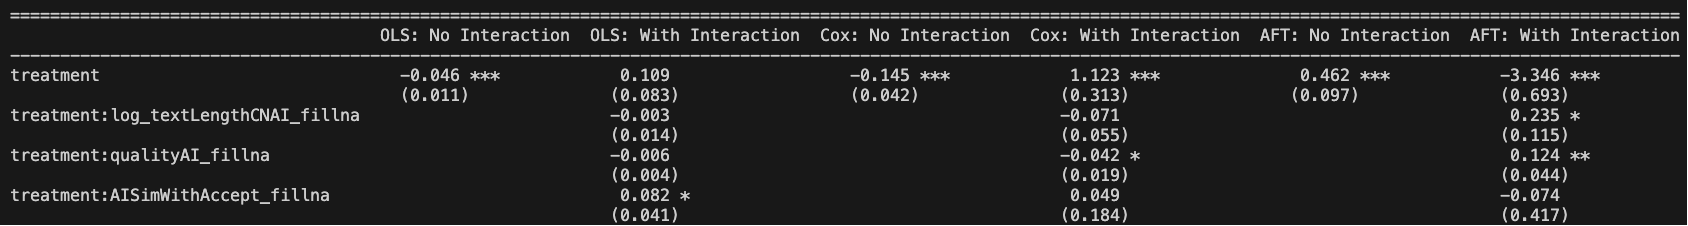 OLS: No Interaction OLS: With Interaction Cox: No Interaction Cox: With Interaction AFT: No Interaction AFT: With Interaction
treatment −0.046 *** 0.109 −0.145 *** 1.123 *** 0.462 *** −3.346 ***
(0.011) (0.083) (0.042) (0.313) (0.097) (0.693)
treatment:log_textLengthCNAI_fillna −0.003 −0.071 0.235 *
(0.014) (0.055) (0.115)
treatment:qualityAI_fillna −0.006 −0.042 * 0.124 **
(0.004) (0.019) (0.044)
treatment:AISimWithAccept_fillna 0.082 * 0.049 −0.074
(0.041) (0.184) (0.417)